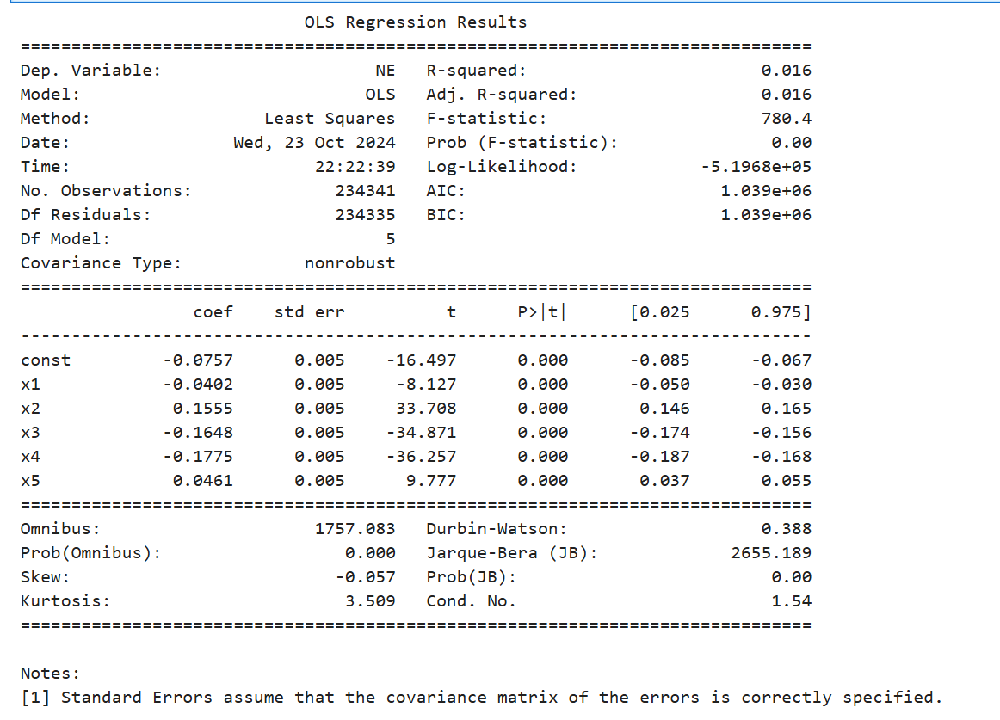 OLS Regression Results
==============================================================================
Dep. Variable:                     NE   R-squared:                       0.016
Model:                            OLS   Adj. R-squared:                  0.016
Method:                 Least Squares   F-statistic:                     780.4
Date:                Wed, 23 Oct 2024   Prob (F-statistic):               0.00
Time:                        22:22:39   Log-Likelihood:            -5.1968e+05
No. Observations:              234341   AIC:                         1.039e+06
Df Residuals:                  234335   BIC:                         1.039e+06
Df Model:                           5
Covariance Type:            nonrobust
==============================================================================
                 coef    std err          t      P>|t|      [0.025      0.975]
------------------------------------------------------------------------------
const         -0.0757      0.005    -16.497      0.000      -0.085      -0.067
x1            -0.0402      0.005     -8.127      0.000      -0.050      -0.030
x2             0.1555      0.005     33.708      0.000       0.146       0.165
x3            -0.1648      0.005    -34.871      0.000      -0.174      -0.156
x4            -0.1775      0.005    -36.257      0.000      -0.187      -0.168
x5             0.0461      0.005      9.777      0.000       0.037       0.055
==============================================================================
Omnibus:                     1757.083   Durbin-Watson:                   0.388
Prob(Omnibus):                  0.000   Jarque-Bera (JB):             2655.189
Skew:                          -0.057   Prob(JB):                         0.00
Kurtosis:                       3.509   Cond. No.                         1.54
==============================================================================
Notes:
[1] Standard Errors assume that the covariance matrix of the errors is correctly specified.